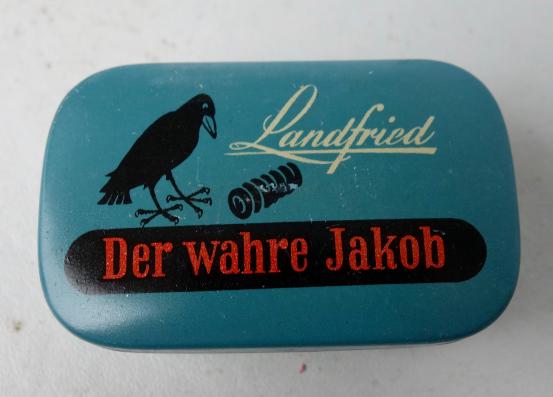 Landfried
Der wahre Jakob